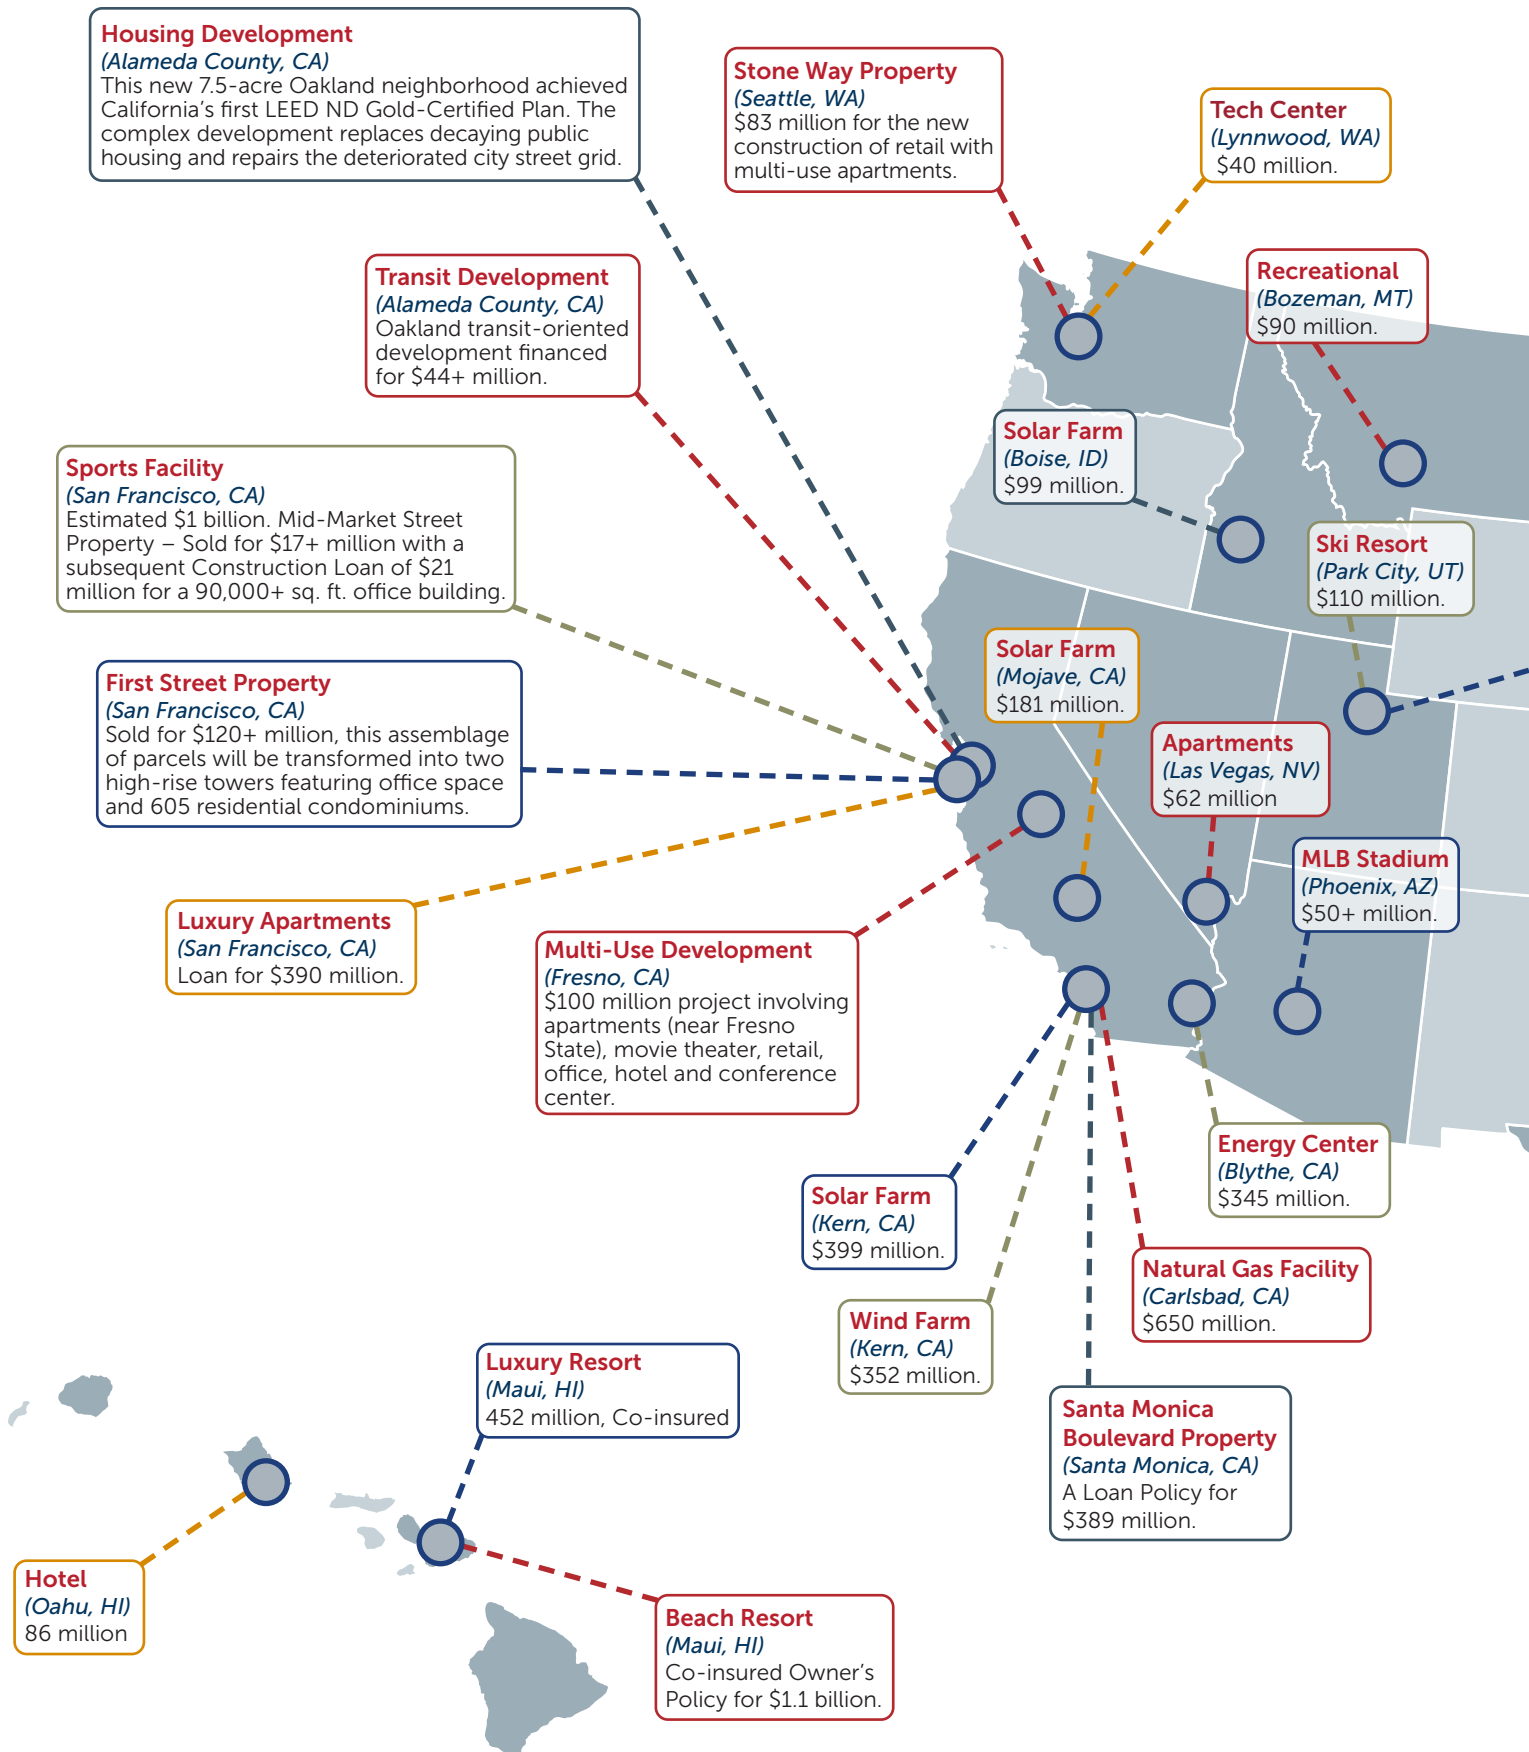 Housing Development
(Alameda County, CA)
This new 7.5-acre Oakland neighborhood achieved
California’s first LEED ND Gold-Certified Plan. The
complex development replaces decaying public
housing and repairs the deteriorated city street grid.
Stone Way Property
(Seattle, WA)
$83 million for the new
construction of retail with
multi-use apartments.
Tech Center
(Lynnwood, WA)
$40 million.
Transit Development
(Alameda County, CA)
Oakland transit-oriented
development financed
for $44+ million.
Recreational
(Bozeman, MT)
$90 million.
Solar Farm
(Boise, ID)
$99 million.
Sports Facility
(San Francisco, CA)
Estimated $1 billion. Mid-Market Street
Property – Sold for $17+ million with a
subsequent Construction Loan of $21
million for a 90,000+ sq. ft. office building.
Ski Resort
(Park City, UT)
$110 million.
Solar Farm
(Mojave, CA)
$181 million.
First Street Property
(San Francisco, CA)
Sold for $120+ million, this assemblage
of parcels will be transformed into two
high-rise towers featuring office space
and 605 residential condominiums.
Apartments
(Las Vegas, NV)
$62 million
MLB Stadium
(Phoenix, AZ)
$50+ million.
Luxury Apartments
(San Francisco, CA)
Loan for $390 million.
Multi-Use Development
(Fresno, CA)
$100 million project involving
apartments (near Fresno
State), movie theater, retail,
office, hotel and conference
center.
Energy Center
(Blythe, CA)
$345 million.
Solar Farm
(Kern, CA)
$399 million.
Natural Gas Facility
(Carlsbad, CA)
$650 million.
Wind Farm
(Kern, CA)
$352 million.
Luxury Resort
(Maui, HI)
452 million, Co-insured
Santa Monica
Boulevard Property
(Santa Monica, CA)
A Loan Policy for
$389 million.
Hotel
(Oahu, HI)
86 million
Beach Resort
(Maui, HI)
Co-insured Owner’s
Policy for $1.1 billion.